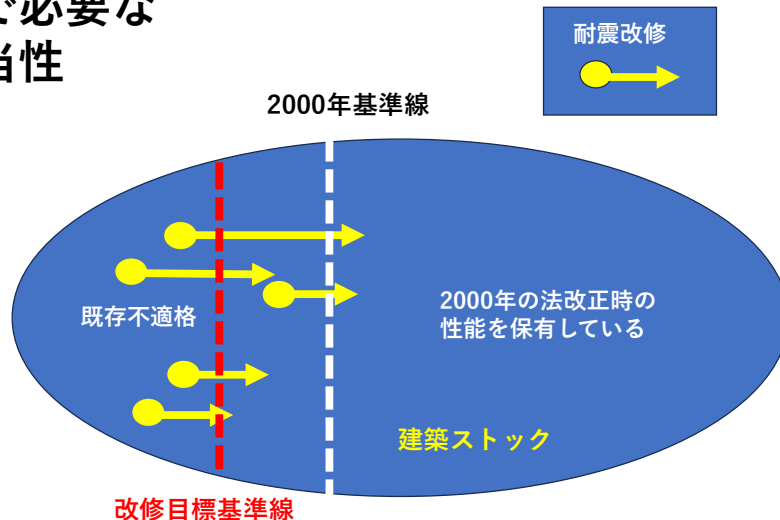 で必要な
当性
耐震改修
2000年基準線
既存不適格
2000年の法改正時の
性能を保有している
建築ストック
改修目標基準線